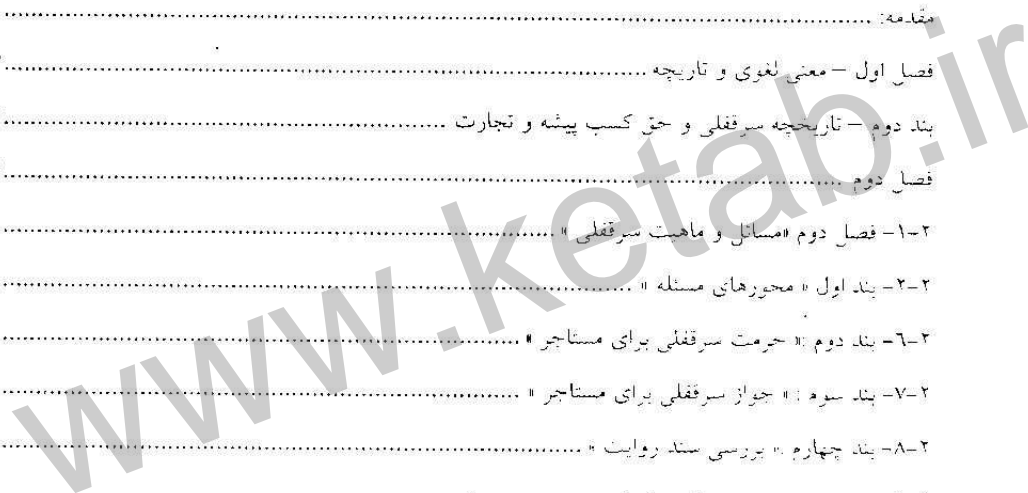 مقدمه: ........................................................................
فصل اول – معنی لغوی و تاریچه ........................................................................
بند دوم – تاریخچه سرقفلی و حق کسب پیشه و تجارت ........................................................................
فصل دوم ........................................................................
۲-۱- فصل دوم «مسائل و ماهیت سرقفلی » ........................................................................
۲-۲- بند اول « محورهای مسئله » ........................................................................
۲-۶- بند دوم :« حرمت سرقفلی برای مستاجر » ........................................................................
۲-۷- بند سوم : « جواز سرقفلی برای مستاجر » ........................................................................
۲-۸- بند چهارم :« بررسی سند روایت » ........................................................................
www.ketab.ir